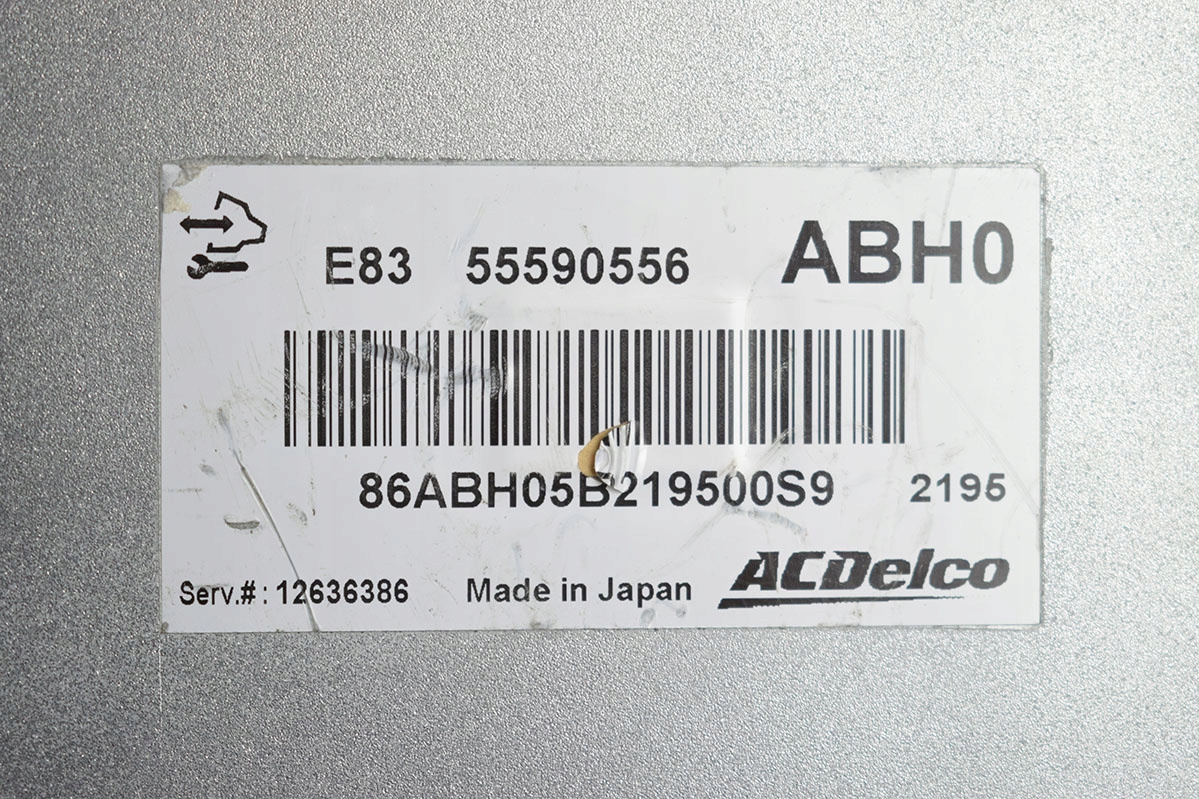 E83 55590556 ABH0
86ABH05B219500S9 2195
Serv.#: 12636386 Made in Japan ACDelco